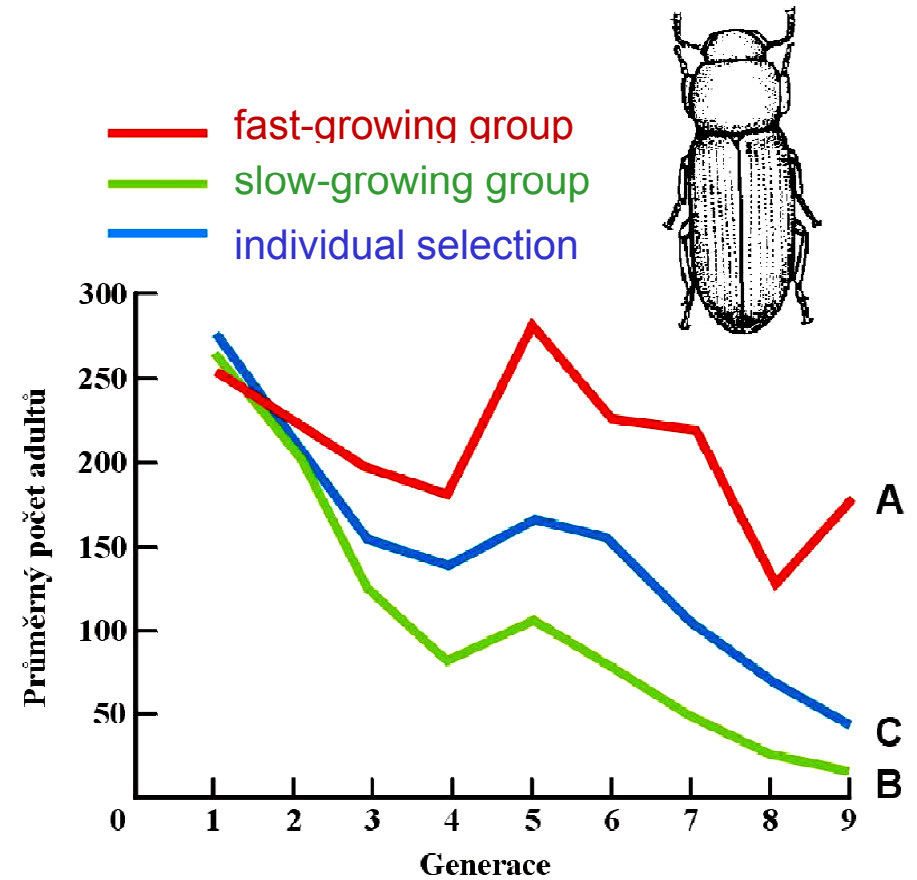 fast-growing group
slow-growing group
individual selection
300
250
200
150
100
50
0
Průměrný počet adultů
A
C
B
1 2 3 4 5 6 7 8 9
Generace